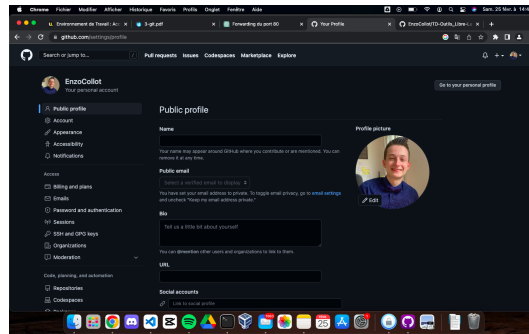 Chrome Fichier Modifier Afficher Historique Favoris Profils Onglet Fenêtre Aide
Sam. 25 févr. à 14:4
Environnement de Travail : Acc
3-git.pdf
Forwarding du port 80
Your Profile
EnzoCollot/TD-Outils_Libre-L
github.com/settings/profile
Search or jump to...
Pull requests Issues Codespaces Marketplace Explore
EnzoCollot
Your personal account
Go to your personal profile
Public profile
Account
Appearance
Accessibility
Notifications
Access
Billing and plans
Emails
Password and authentication
Sessions
SSH and GPG keys
Organizations
Moderation
Code, planning, and automation
Repositories
Codespaces
Public profile
Name
Your name may appear around GitHub where you contribute or are mentioned. You can
remove it at any time.
Public email
Select a verified email to display
You have set your email address to private. To toggle email privacy, go to email settings
and uncheck "Keep my email address private."
Bio
Tell us a little bit about yourself
You can @mention other users and organizations to link to them.
URL
Social accounts
Link to social profile
Profile picture
Edit
25